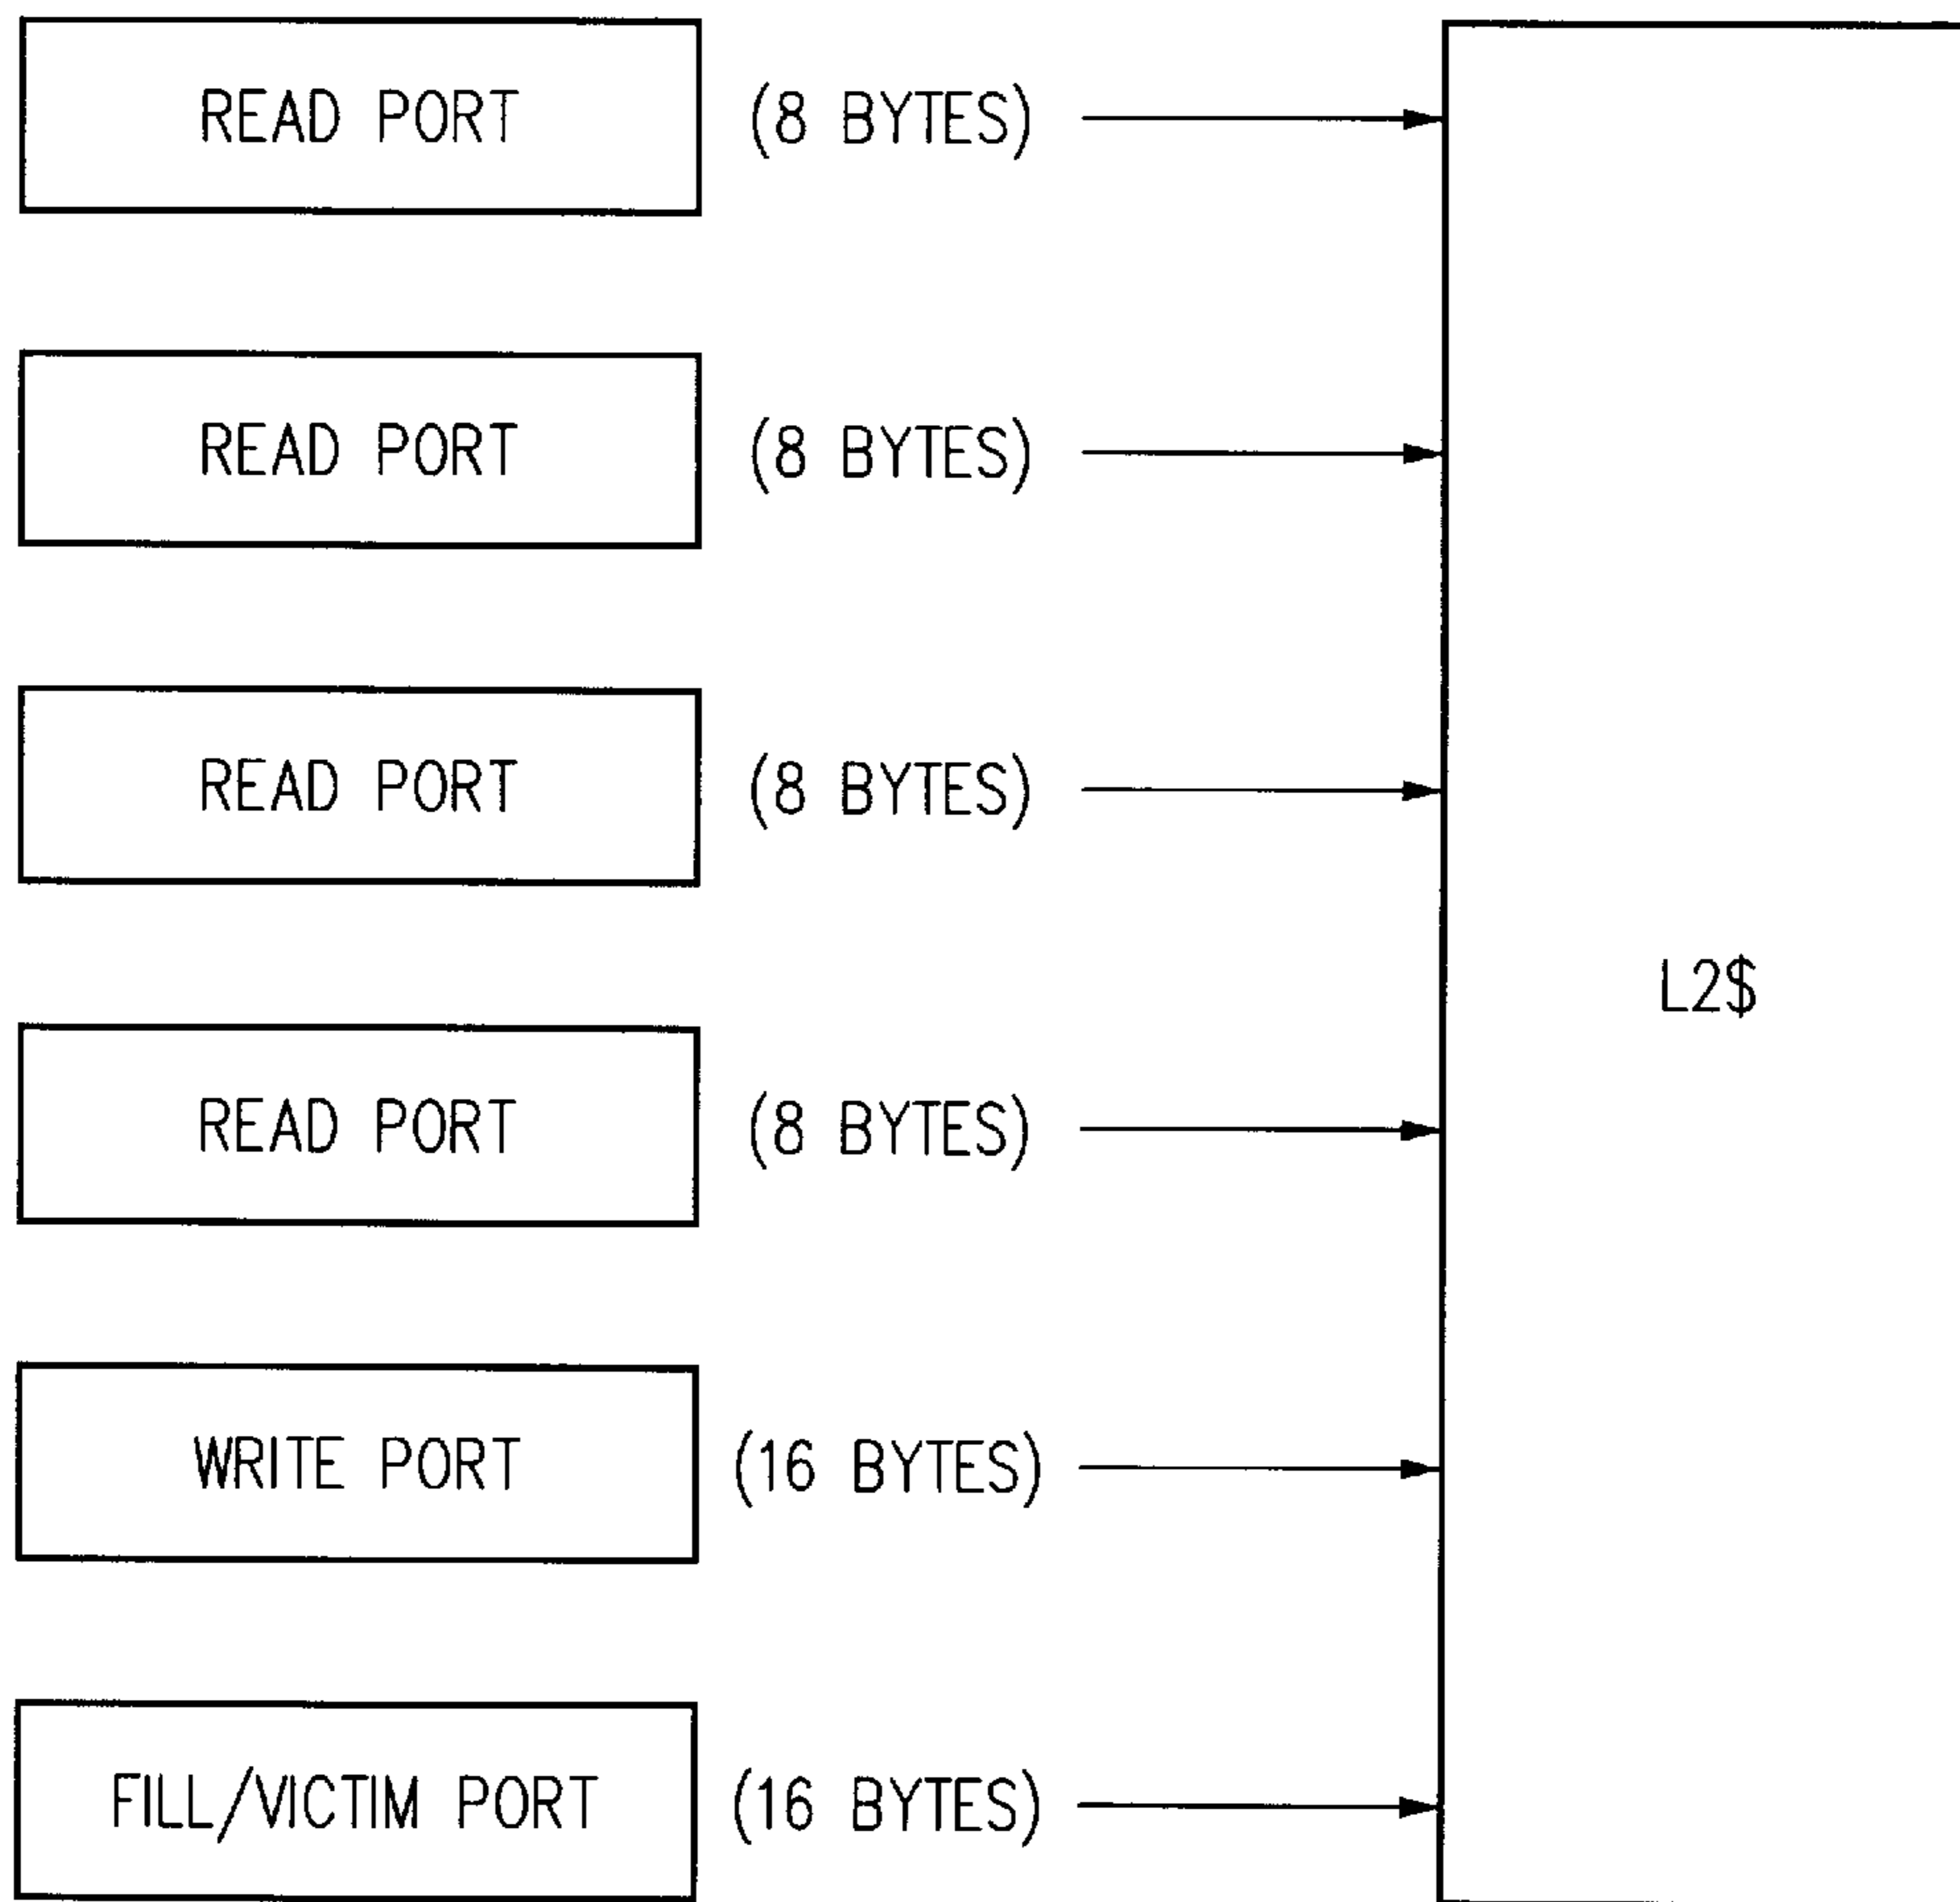 READ PORT (8 BYTES)
READ PORT (8 BYTES)
READ PORT (8 BYTES)
L2$
READ PORT (8 BYTES)
WRITE PORT (16 BYTES)
FILL/VICTIM PORT (16 BYTES)